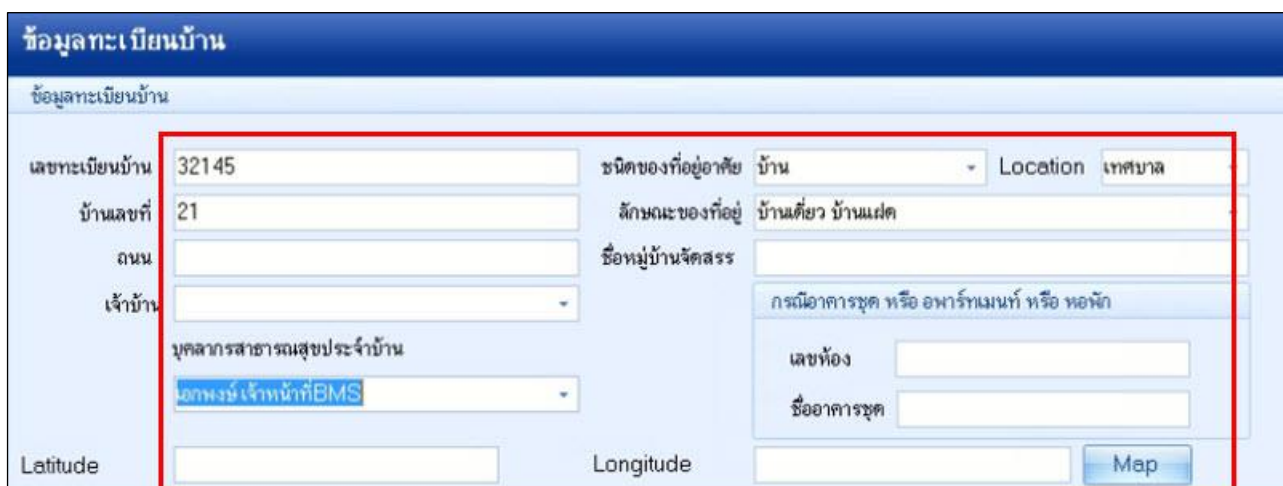 ข้อมูลทะเบียนบ้าน
ข้อมูลทะเบียนบ้าน
เลขทะเบียนบ้าน 32145 ชนิดของที่อยู่อาศัย บ้าน Location เทศบาล
บ้านเลขที่ 21 ลักษณะของที่อยู่ บ้านเดี่ยว บ้านแฝด
ถนน ชื่อหมู่บ้านจัดสรร
เจ้าบ้าน กรณีอาคารชุด หรือ อพาร์ทเมนท์ หรือ หอพัก
บุคลากรสาธารณสุขประจำบ้าน
เลขห้อง
เอกพงษ์ เจ้าหน้าที่BMS
ชื่ออาคารชุด
Latitude Longitude Map